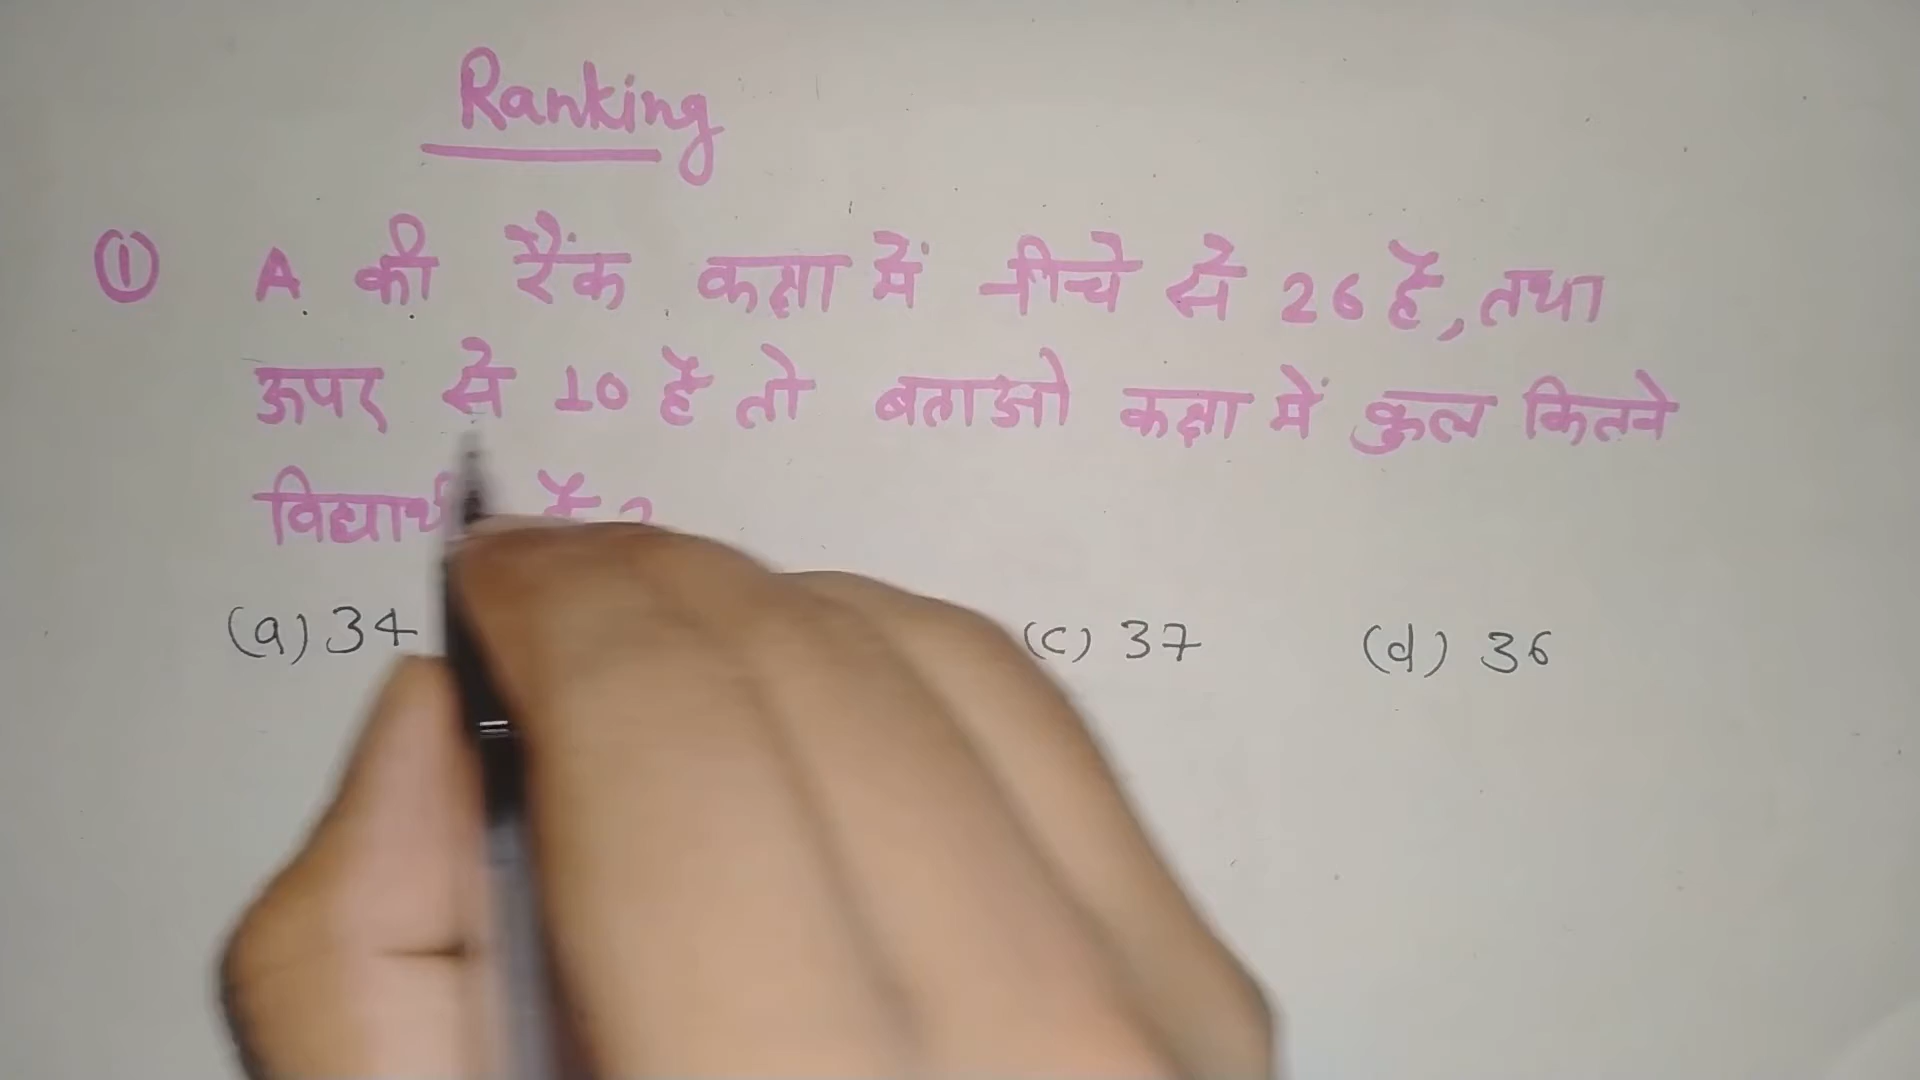 Ranking
① A की रैंक कक्षा में नीचे से 26 है, तथा
ऊपर से 10 है तो बताओ कक्षा में कुल कितने
है ?
(a) 34 (c) 37 (d) 36